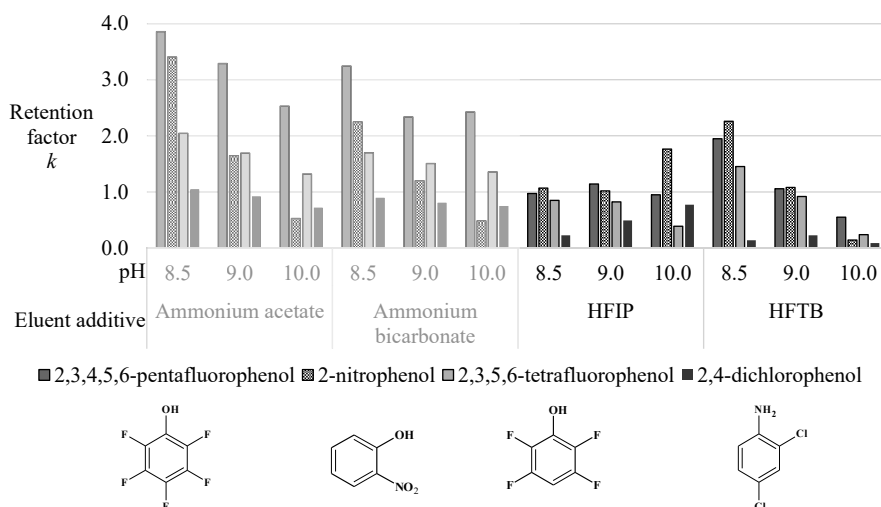 4.0
3.0
Retention
factor
k
2.0
1.0
0.0
pH
8.5 9.0 10.0 8.5 9.0 10.0 8.5 9.0 10.0 8.5 9.0 10.0
Eluent additive Ammonium acetate Ammonium HFIP HFTB
bicarbonate
2,3,4,5,6-pentafluorophenol 2-nitrophenol 2,3,5,6-tetrafluorophenol 2,4-dichlorophenol
OH
F F
F F
F
OH
NO2
OH
F F
F F
NH2
Cl
Cl